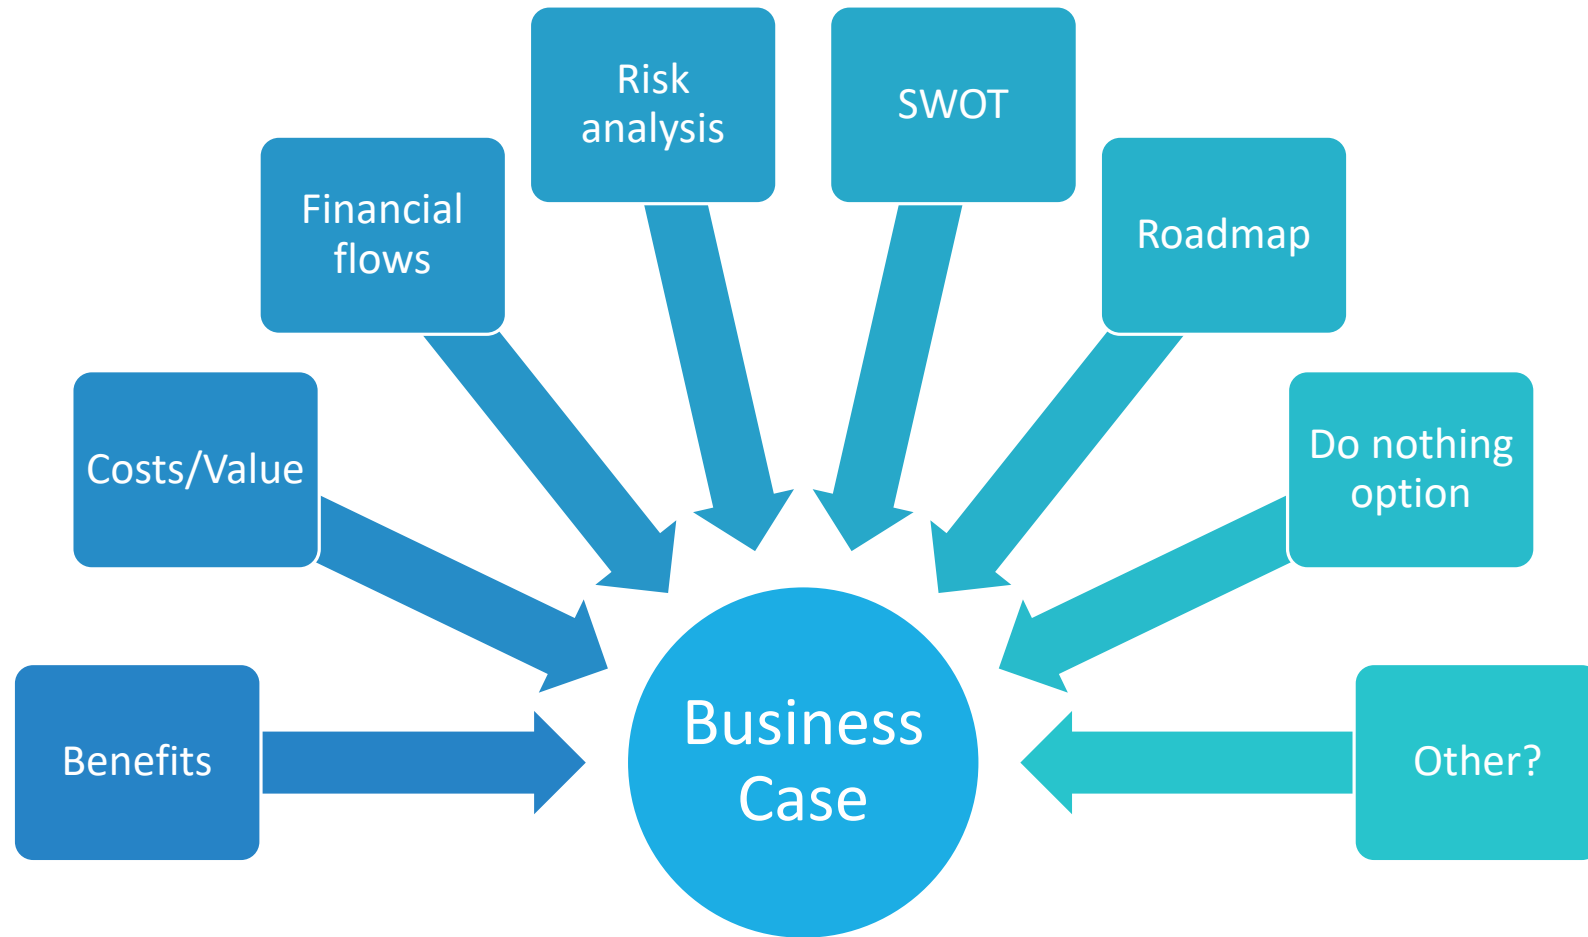 Risk
analysis
SWOT
Financial
flows
Roadmap
Costs/Value
Do nothing
option
Benefits
Business
Case
Other?